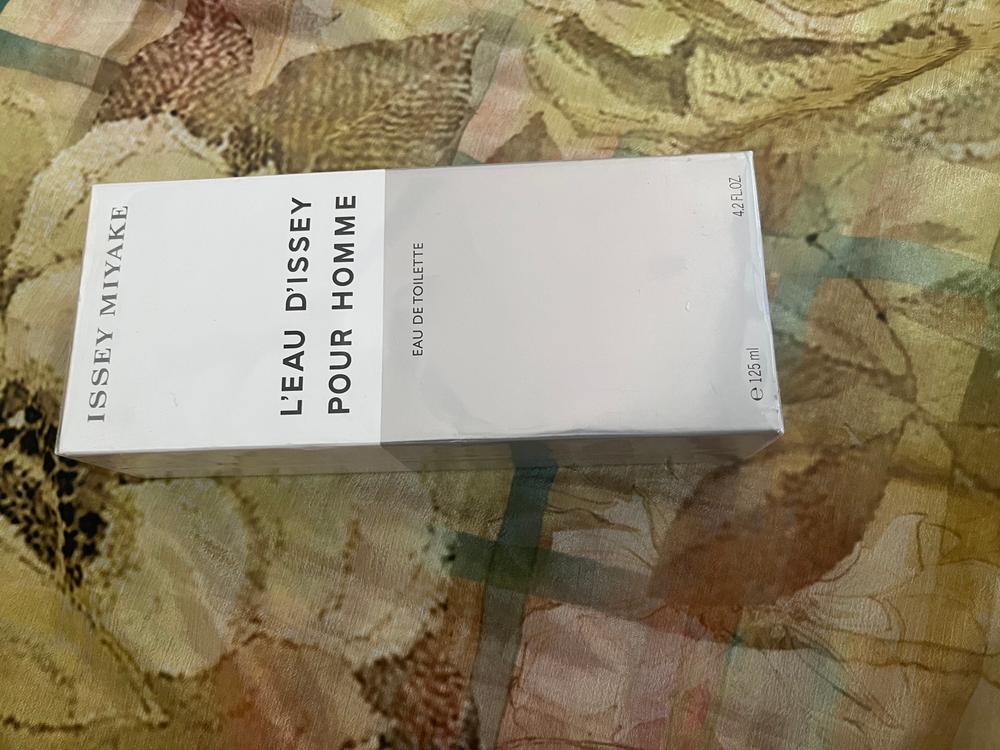 ISSEY MIYAKE
L'EAU D'ISSEY
POUR HOMME
EAU DE TOILETTE
℮ 125 ml
4.2 FL.OZ.